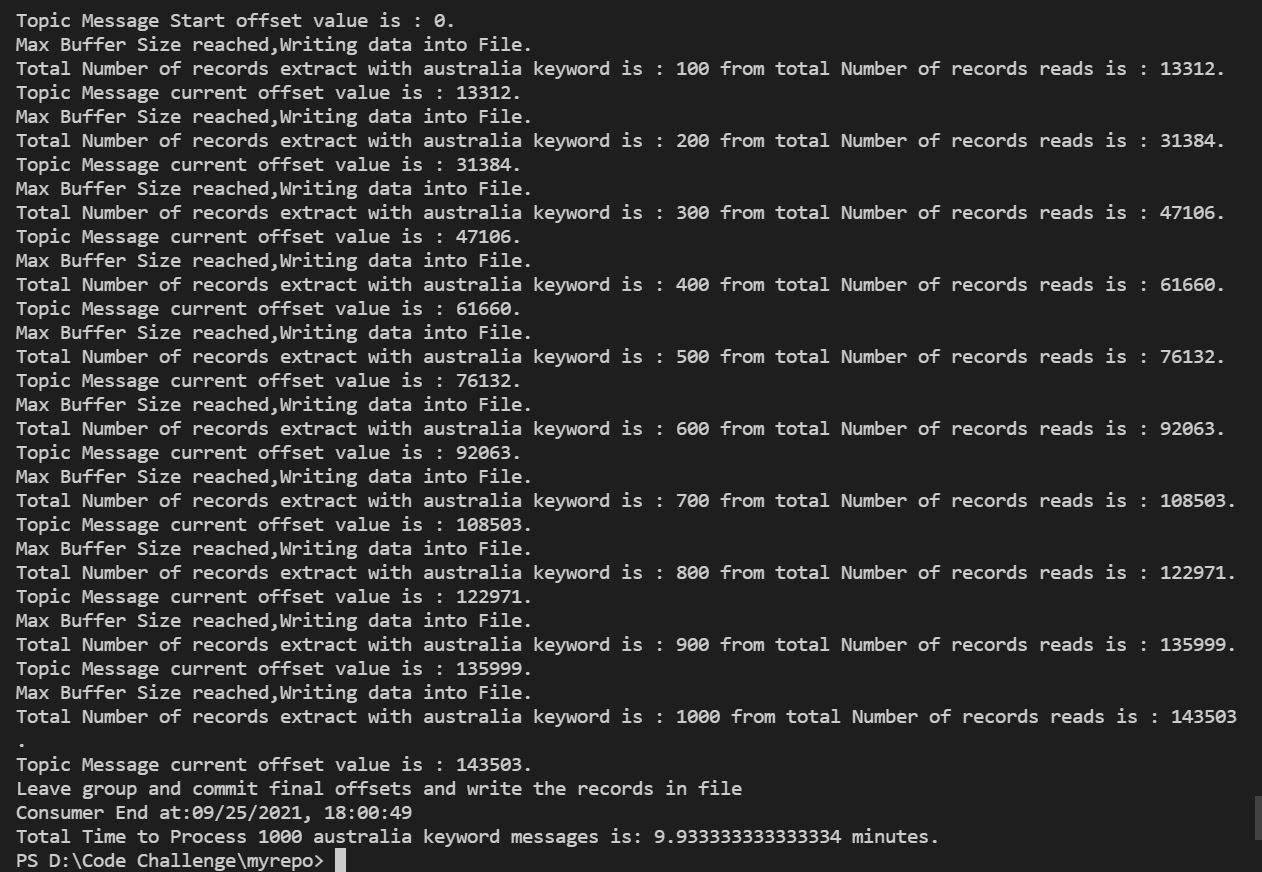 Topic Message Start offset value is : 0.
Max Buffer Size reached,Writing data into File.
Total Number of records extract with australia keyword is : 100 from total Number of records reads is : 13312.
Topic Message current offset value is : 13312.
Max Buffer Size reached,Writing data into File.
Total Number of records extract with australia keyword is : 200 from total Number of records reads is : 31384.
Topic Message current offset value is : 31384.
Max Buffer Size reached,Writing data into File.
Total Number of records extract with australia keyword is : 300 from total Number of records reads is : 47106.
Topic Message current offset value is : 47106.
Max Buffer Size reached,Writing data into File.
Total Number of records extract with australia keyword is : 400 from total Number of records reads is : 61660.
Topic Message current offset value is : 61660.
Max Buffer Size reached,Writing data into File.
Total Number of records extract with australia keyword is : 500 from total Number of records reads is : 76132.
Topic Message current offset value is : 76132.
Max Buffer Size reached,Writing data into File.
Total Number of records extract with australia keyword is : 600 from total Number of records reads is : 92063.
Topic Message current offset value is : 92063.
Max Buffer Size reached,Writing data into File.
Total Number of records extract with australia keyword is : 700 from total Number of records reads is : 108503.
Topic Message current offset value is : 108503.
Max Buffer Size reached,Writing data into File.
Total Number of records extract with australia keyword is : 800 from total Number of records reads is : 122971.
Topic Message current offset value is : 122971.
Max Buffer Size reached,Writing data into File.
Total Number of records extract with australia keyword is : 900 from total Number of records reads is : 135999.
Topic Message current offset value is : 135999.
Max Buffer Size reached,Writing data into File.
Total Number of records extract with australia keyword is : 1000 from total Number of records reads is : 143503
.
Topic Message current offset value is : 143503.
Leave group and commit final offsets and write the records in file
Consumer End at:09/25/2021, 18:00:49
Total Time to Process 1000 australia keyword messages is: 9.933333333333334 minutes.
PS D:\Code Challenge\myrepo>